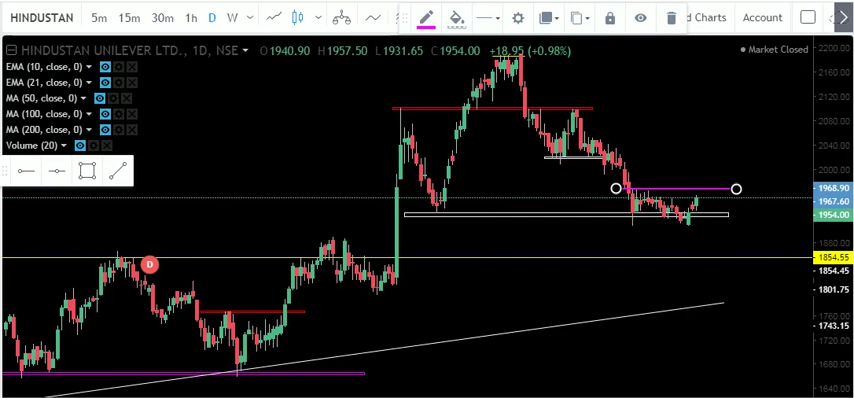 HINDUSTAN 5m 15m 30m 1h D W d Charts Account
HINDUSTAN UNILEVER LTD., 1D, NSE O1940.90 H1957.50 L1931.65 C1954.00 +18.95 (+0.98%) Market Closed
EMA (10, close, 0)
EMA (21, close, 0)
MA (50, close, 0)
MA (100, close, 0)
MA (200, close, 0)
Volume (20)
D
2200.00
2160.00
2100.00
2040.00
2000.00
1968.90
1967.60
1954.00
1880.00
1854.55
1854.45
1801.75
1760.00
1743.15
1720.00
1680.00
1640.00